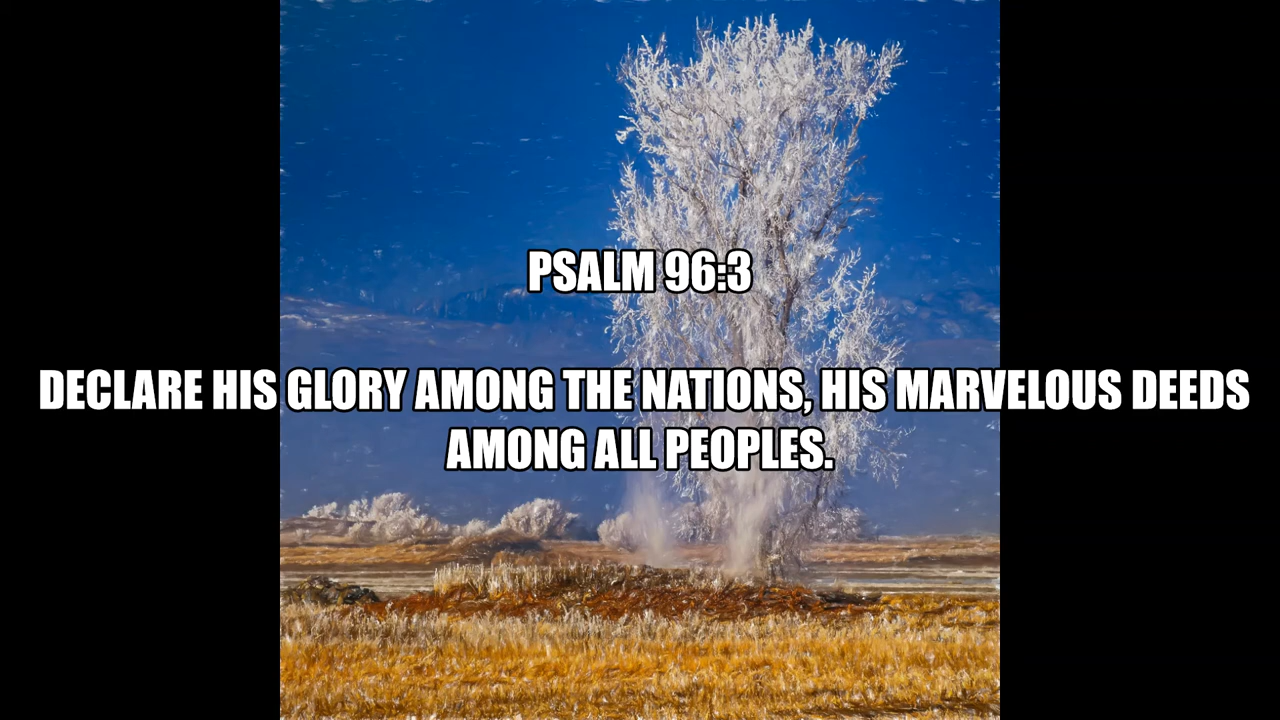 PSALM 96:3
DECLARE HIS GLORY AMONG THE NATIONS, HIS MARVELOUS DEEDS
AMONG ALL PEOPLES.